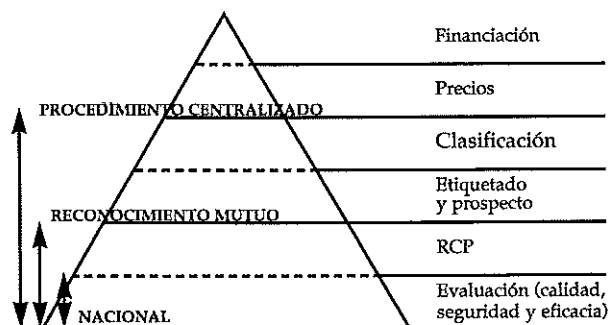 Financiación
Precios
PROCEDIMIENTO CENTRALIZADO
Clasificación
Etiquetado
y prospecto
RECONOCIMIENTO MUTUO
RCP
Evaluación (calidad,
seguridad y eficacia)
NACIONAL